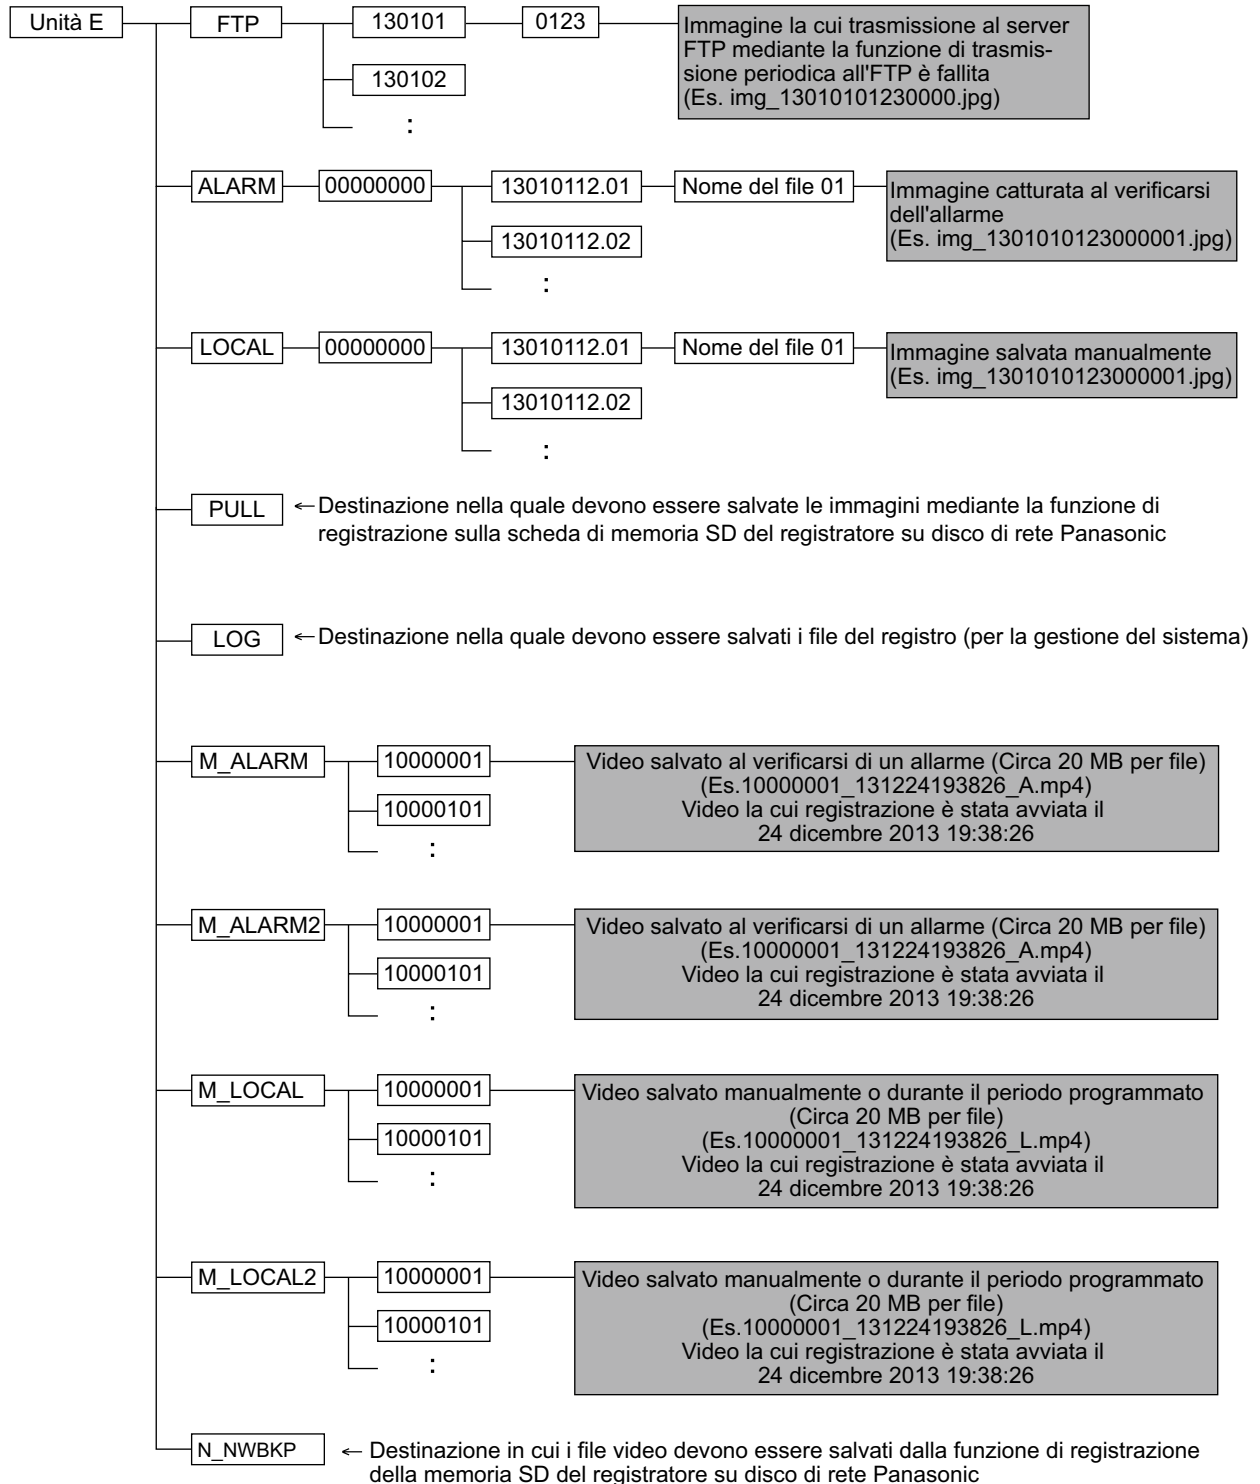 Unità E
FTP
130101
0123
Immagine la cui trasmissione al server
FTP mediante la funzione di trasmis-
sione periodica all'FTP è fallita
(Es. img_13010101230000.jpg)
130102
:
ALARM
00000000
13010112.01
Nome del file 01
Immagine catturata al verificarsi
dell'allarme
(Es. img_1301010123000001.jpg)
13010112.02
:
LOCAL
00000000
13010112.01
Nome del file 01
Immagine salvata manualmente
(Es. img_1301010123000001.jpg)
13010112.02
:
PULL
←Destinazione nella quale devono essere salvate le immagini mediante la funzione di
registrazione sulla scheda di memoria SD del registratore su disco di rete Panasonic
LOG
←Destinazione nella quale devono essere salvati i file del registro (per la gestione del sistema)
M_ALARM
10000001
Video salvato al verificarsi di un allarme (Circa 20 MB per file)
(Es.10000001_131224193826_A.mp4)
Video la cui registrazione è stata avviata il
24 dicembre 2013 19:38:26
10000101
:
M_ALARM2
10000001
Video salvato al verificarsi di un allarme (Circa 20 MB per file)
(Es.10000001_131224193826_A.mp4)
Video la cui registrazione è stata avviata il
24 dicembre 2013 19:38:26
10000101
:
M_LOCAL
10000001
Video salvato manualmente o durante il periodo programmato
(Circa 20 MB per file)
(Es.10000001_131224193826_L.mp4)
Video la cui registrazione è stata avviata il
24 dicembre 2013 19:38:26
10000101
:
M_LOCAL2
10000001
Video salvato manualmente o durante il periodo programmato
(Circa 20 MB per file)
(Es.10000001_131224193826_L.mp4)
Video la cui registrazione è stata avviata il
24 dicembre 2013 19:38:26
10000101
:
N_NWBKP
← Destinazione in cui i file video devono essere salvati dalla funzione di registrazione
della memoria SD del registratore su disco di rete Panasonic